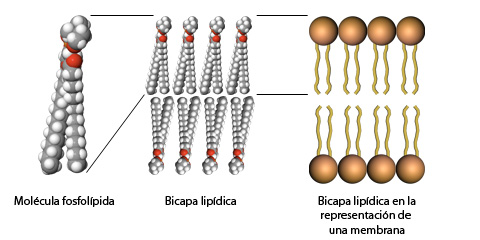 Molécula fosfolípida
Bicapa lipídica
Bicapa lipídica en la
representación de
una membrana